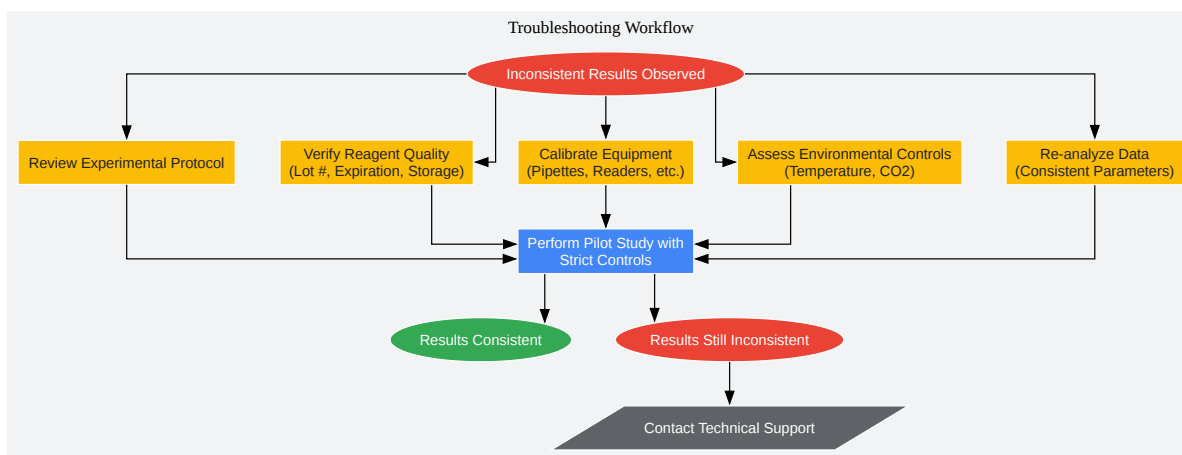 Troubleshooting Workflow
Inconsistent Results Observed
Review Experimental Protocol
Verify Reagent Quality
(Lot #, Expiration, Storage)
Calibrate Equipment
(Pipettes, Readers, etc.)
Assess Environmental Controls
(Temperature, CO2)
Re-analyze Data
(Consistent Parameters)
Perform Pilot Study with
Strict Controls
Results Consistent
Results Still Inconsistent
Contact Technical Support